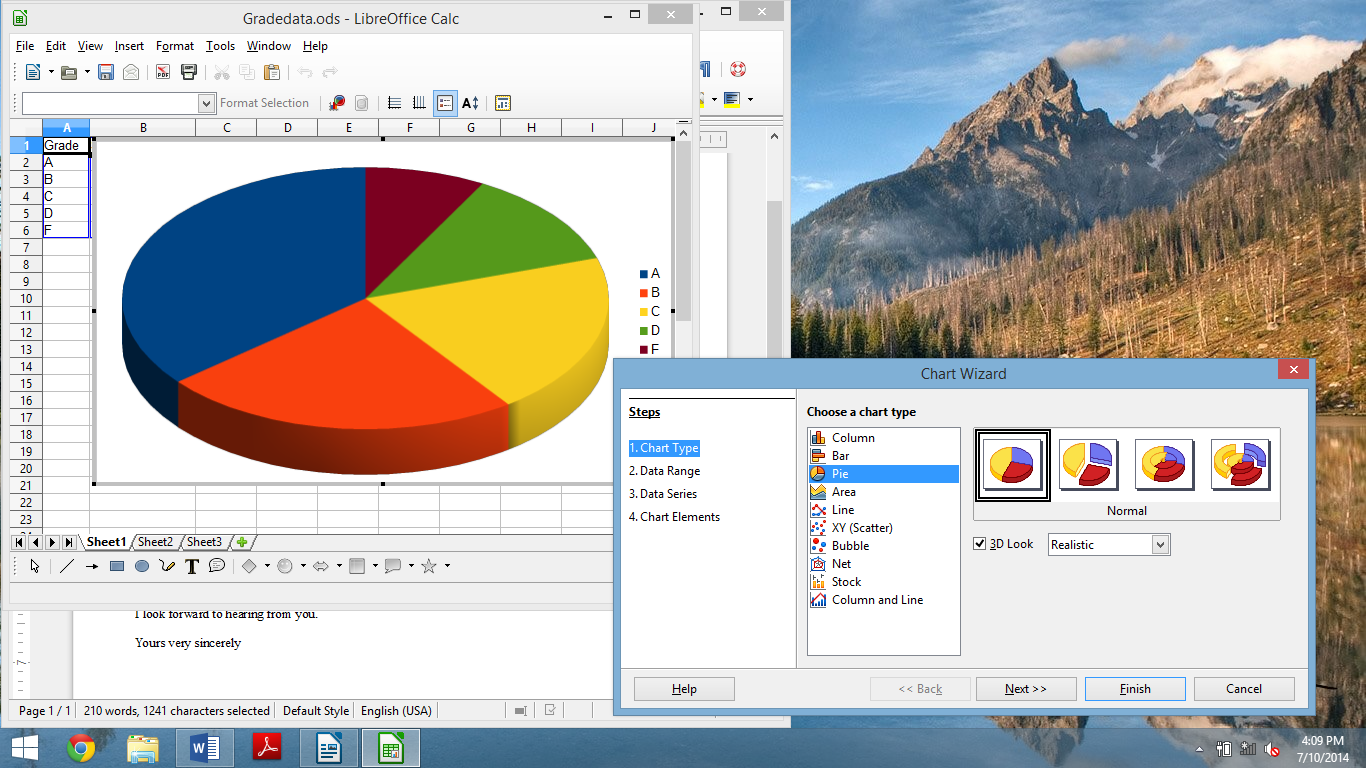 Gradedata.ods - LibreOffice Calc
File Edit View Insert Format Tools Window Help
PDF
Format Selection
A B C D E F G H I J
1 Grade
2 A
3 B
4 C
5 D
6 F
7
8
9
10
11
12
13
14
15
16
17
18
19
20
21
22
23
A
B
C
D
F
Sheet1 Sheet2 Sheet3
I look forward to hearing from you.
Yours very sincerely
7
Page 1 / 1 210 words, 1241 characters selected Default Style English (USA)
Chart Wizard
Steps
1. Chart Type
2. Data Range
3. Data Series
4. Chart Elements
Choose a chart type
Column
Bar
Pie
Area
Line
XY (Scatter)
Bubble
Net
Stock
Column and Line
Normal
3D Look Realistic
Help << Back Next >> Finish Cancel
4:09 PM
7/10/2014